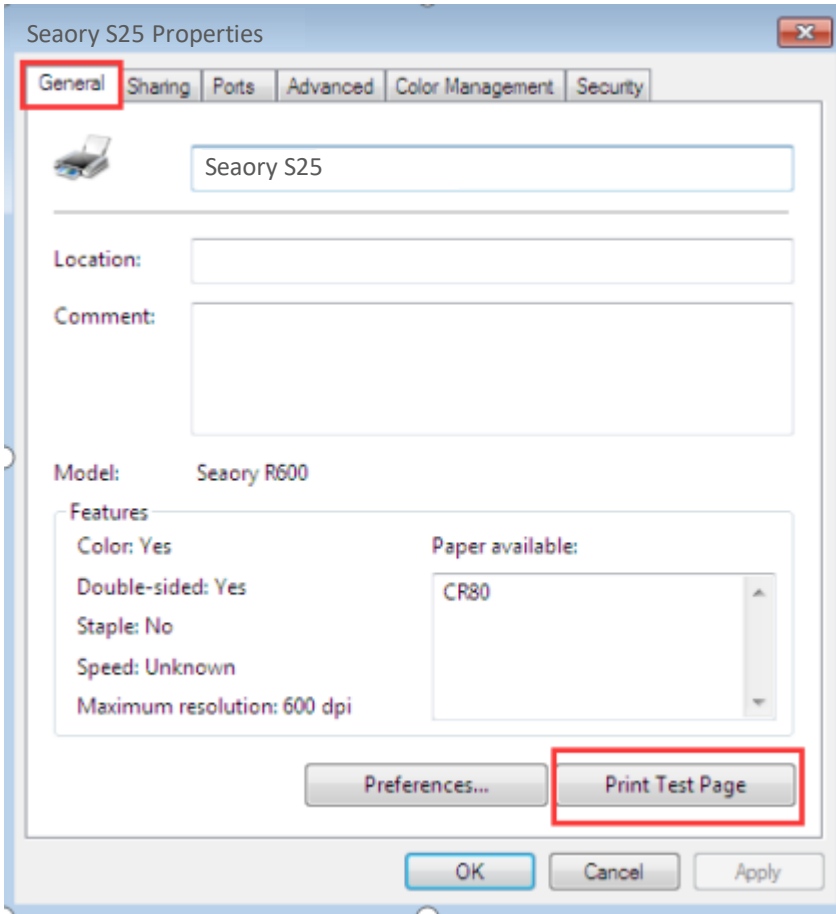 Seaory S25 Properties
General Sharing Ports Advanced Color Management Security
Seaory S25
Location:
Comment:
Model: Seaory R600
Features
Color: Yes
Paper available:
Double-sided: Yes
CR80
Staple: No
Speed: Unknown
Maximum resolution: 600 dpi
Preferences...
Print Test Page
OK
Cancel
Apply